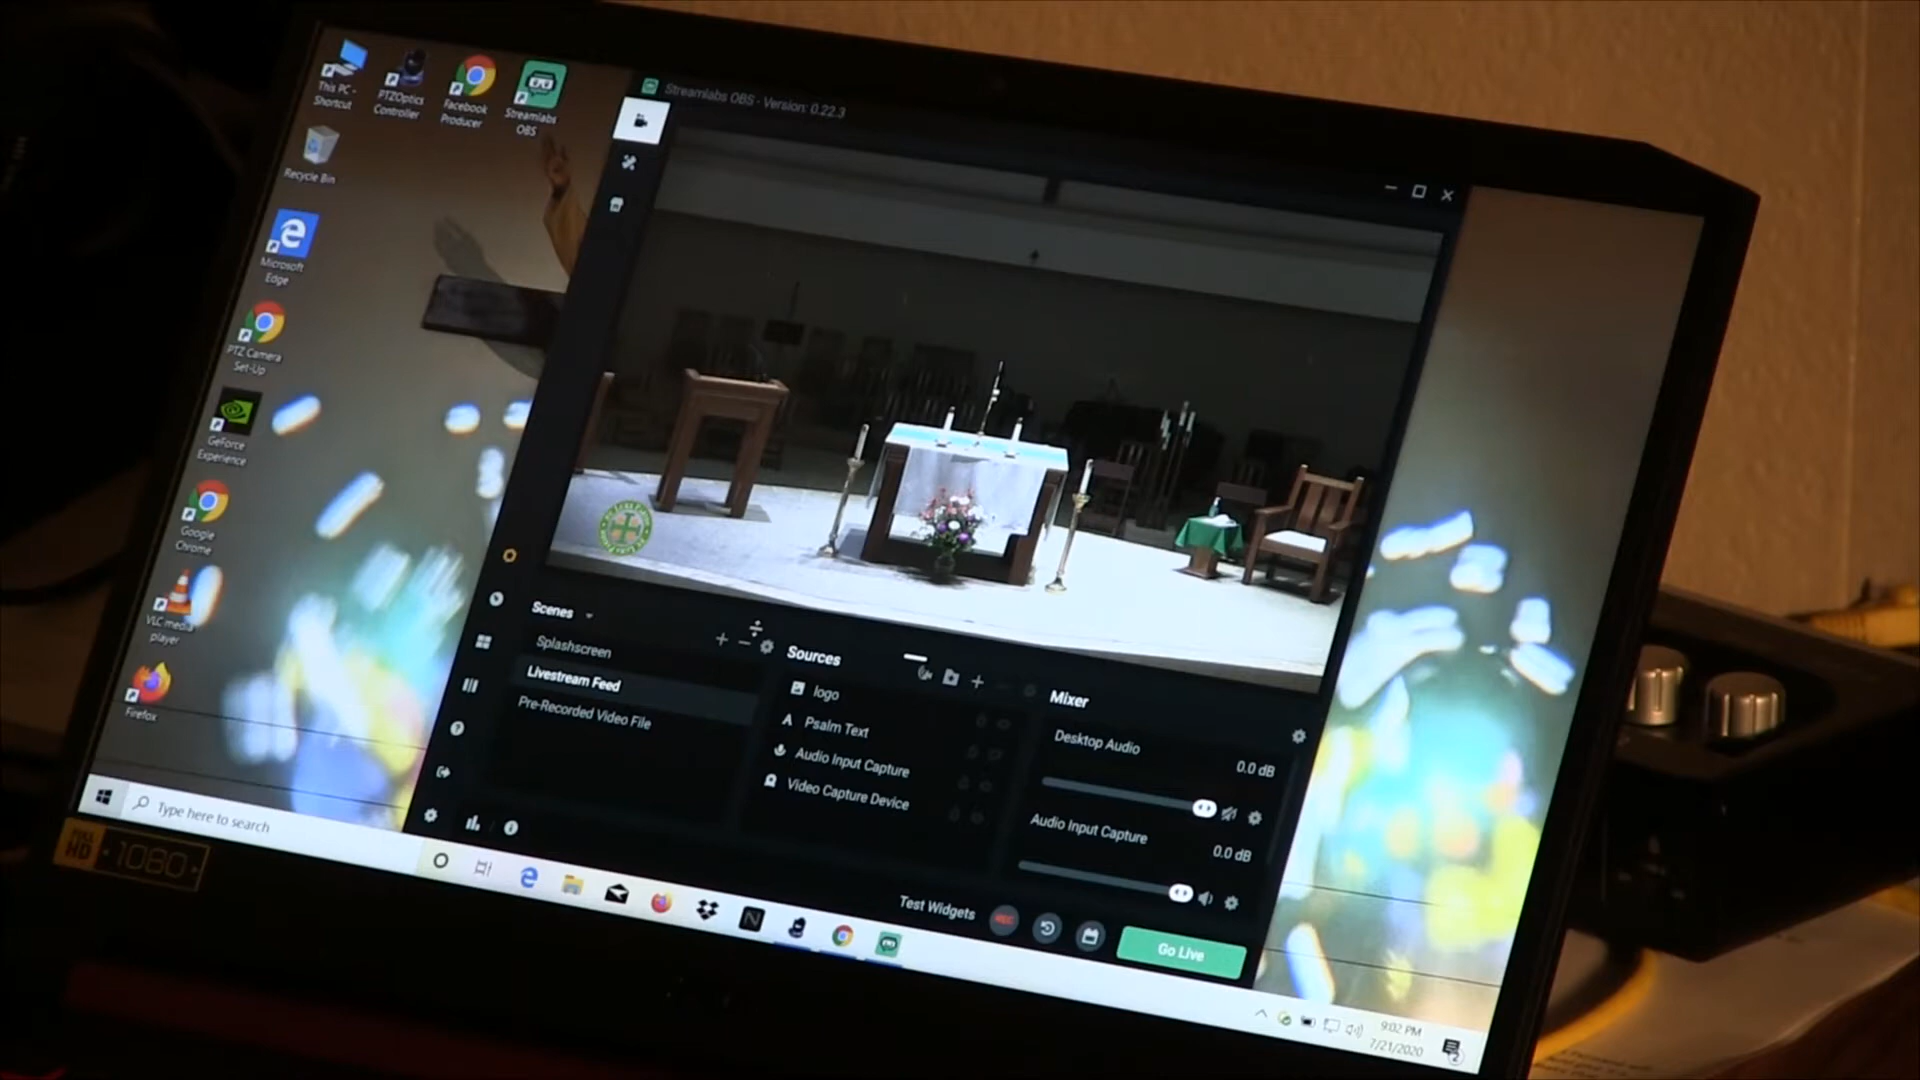 This PC -
Shortcut
PTZOptics
Controller
Facebook
Producer
Streamlabs
OBS
Recycle Bin
Microsoft
Edge
PTZ Camera
Set-Up
GeForce
Experience
Google
Chrome
VLC media
player
Firefox
Streamlabs OBS - Version: 0.22.3
Scenes
Splashscreen
Livestream Feed
Pre-Recorded Video File
Sources
logo
Psalm Text
Audio Input Capture
Video Capture Device
Mixer
Desktop Audio
0.0 dB
Audio Input Capture
0.0 dB
Test Widgets
REC
Go Live
Type here to search
9:02 PM
7/21/2020
2
FULL
HD
1080